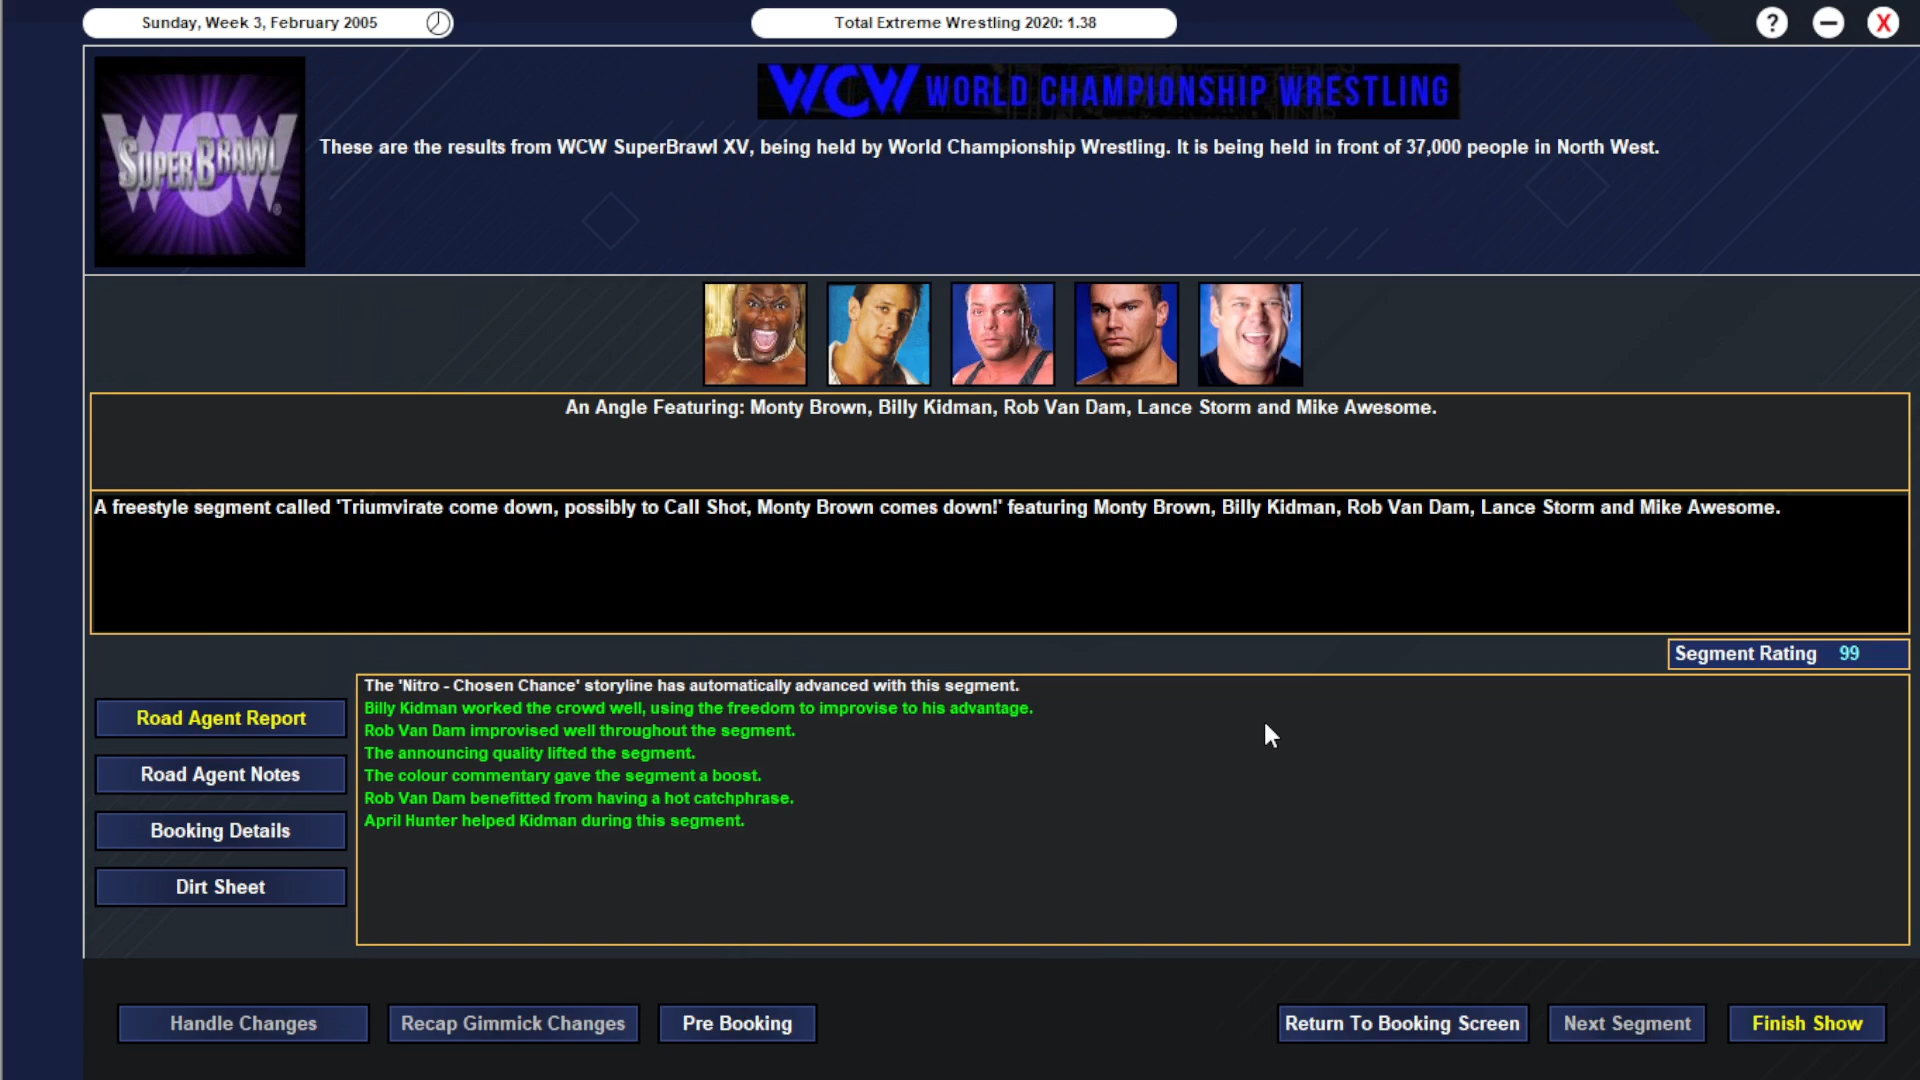 Sunday, Week 3, February 2005
Total Extreme Wrestling 2020: 1.38
? – X
WCW SUPERBRAWL ®
WCW WORLD CHAMPIONSHIP WRESTLING
These are the results from WCW SuperBrawl XV, being held by World Championship Wrestling. It is being held in front of 37,000 people in North West.
An Angle Featuring: Monty Brown, Billy Kidman, Rob Van Dam, Lance Storm and Mike Awesome.
A freestyle segment called 'Triumvirate come down, possibly to Call Shot, Monty Brown comes down!' featuring Monty Brown, Billy Kidman, Rob Van Dam, Lance Storm and Mike Awesome.
Segment Rating 99
Road Agent Report
Road Agent Notes
Booking Details
Dirt Sheet
The 'Nitro - Chosen Chance' storyline has automatically advanced with this segment.
Billy Kidman worked the crowd well, using the freedom to improvise to his advantage.
Rob Van Dam improvised well throughout the segment.
The announcing quality lifted the segment.
The colour commentary gave the segment a boost.
Rob Van Dam benefitted from having a hot catchphrase.
April Hunter helped Kidman during this segment.
Handle Changes
Recap Gimmick Changes
Pre Booking
Return To Booking Screen
Next Segment
Finish Show